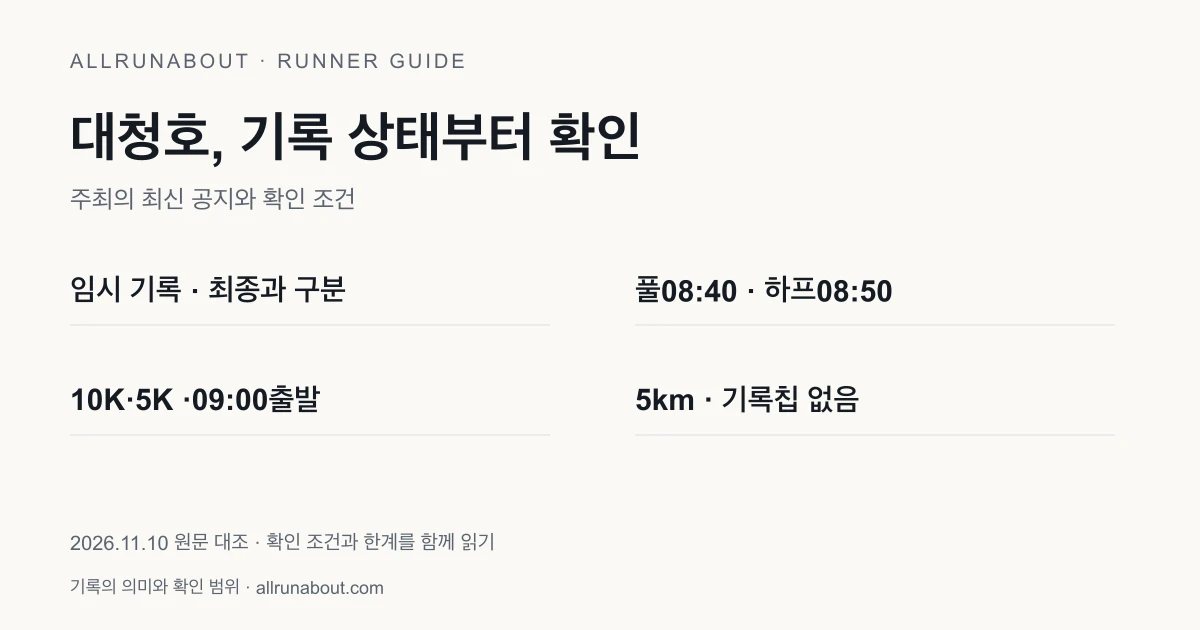 ALLRUNABOUT · RUNNER GUIDE
대청호, 기록 상태부터 확인
주최의 최신 공지와 확인 조건
임시 기록 · 최종과 구분
풀08:40 · 하프08:50
10K·5K ·09:00출발
5km · 기록칩 없음
2026.11.10 원문 대조 · 확인 조건과 한계를 함께 읽기
기록의 의미와 확인 범위 · allrunabout.com